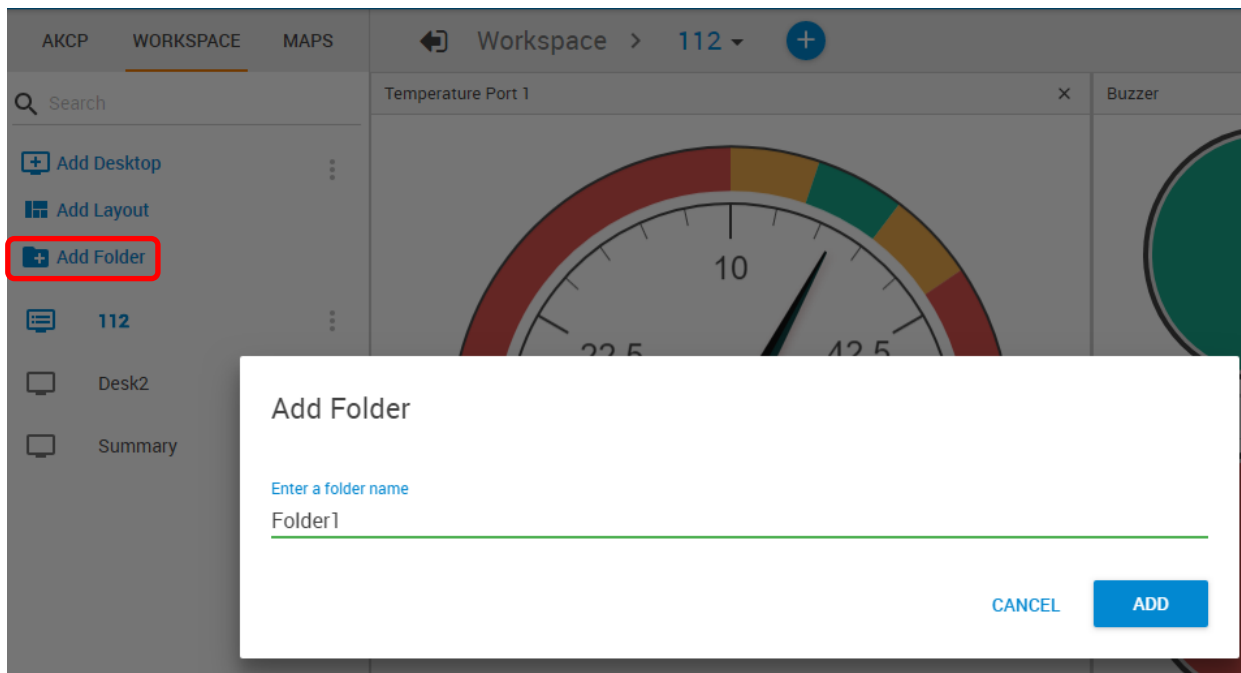 AKCP WORKSPACE MAPS
Workspace > 112
Search
Temperature Port 1
Buzzer
Add Desktop
Add Layout
Add Folder
10
112
22.5
42.5
Desk2
Summary
Add Folder
Enter a folder name
Folder1
CANCEL ADD